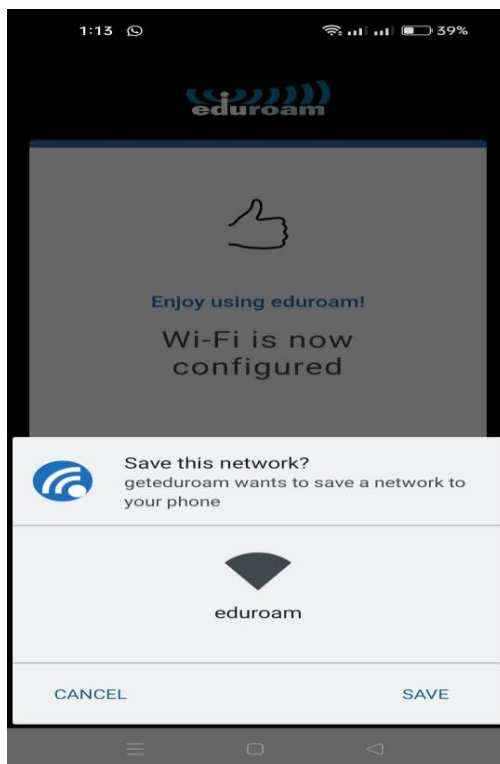 1:13 39%
eduroam
Enjoy using eduroam!
Wi-Fi is now
configured
Save this network?
geteduroam wants to save a network to
your phone
eduroam
CANCEL SAVE